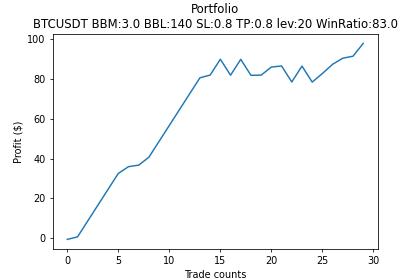 Portfolio
BTCUSDT BBM:3.0 BBL:140 SL:0.8 TP:0.8 lev:20 WinRatio:83.0
100
80
60
40
20
0
Profit ($)
0 5 10 15 20 25 30
Trade counts